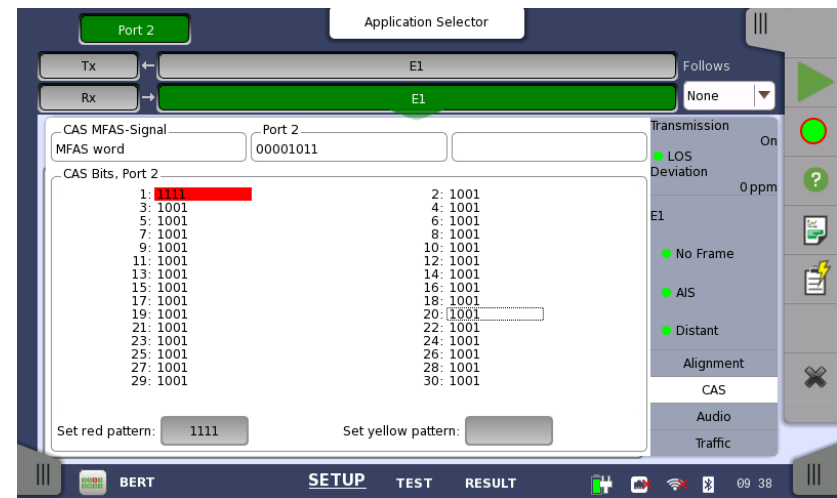 Port 2
Application Selector
Tx
E1
Follows
Rx
E1
None
CAS MFAS-Signal
MFAS word
Port 2
00001011
CAS Bits, Port 2
1: 1111
2: 1001
3: 1001
4: 1001
5: 1001
6: 1001
7: 1001
8: 1001
9: 1001
10: 1001
11: 1001
12: 1001
13: 1001
14: 1001
15: 1001
16: 1001
17: 1001
18: 1001
19: 1001
20: 1001
21: 1001
22: 1001
23: 1001
24: 1001
25: 1001
26: 1001
27: 1001
28: 1001
29: 1001
30: 1001
Set red pattern: 1111
Set yellow pattern:
Transmission
On
LOS
Deviation
0 ppm
E1
No Frame
AIS
Distant
Alignment
CAS
Audio
Traffic
BERT
SETUP
TEST
RESULT
09 38